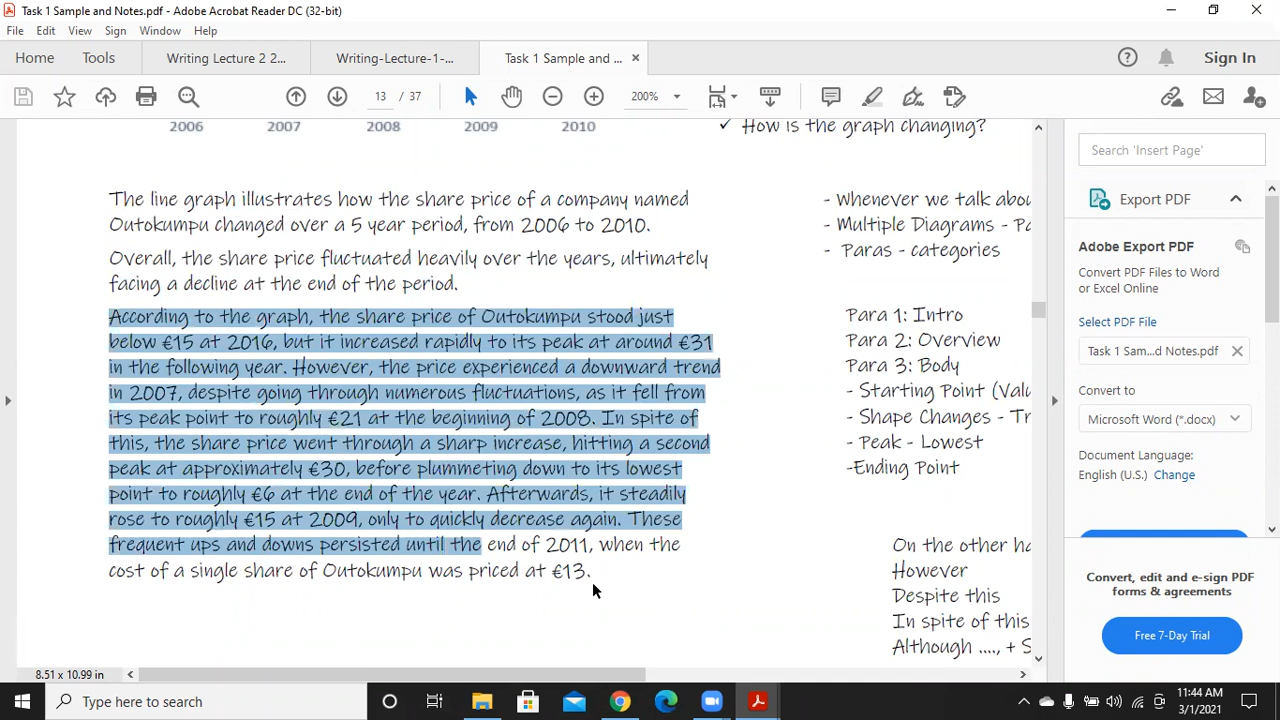 Task 1 Sample and Notes.pdf - Adobe Acrobat Reader DC (32-bit)
File Edit View Sign Window Help
Home Tools Writing Lecture 2 2... Writing-Lecture-1-... Task 1 Sample and ... × Sign In
13 / 37 200%
2006 2007 2008 2009 2010
✓ How is the graph changing?
The line graph illustrates how the share price of a company named
Outokumpu changed over a 5 year period, from 2006 to 2010.
Overall, the share price fluctuated heavily over the years, ultimately
facing a decline at the end of the period.
According to the graph, the share price of Outokumpu stood just
below €15 at 2016, but it increased rapidly to its peak at around €31
in the following year. However, the price experienced a downward trend
in 2007, despite going through numerous fluctuations, as it fell from
its peak point to roughly €21 at the beginning of 2008. In spite of
this, the share price went through a sharp increase, hitting a second
peak at approximately €30, before plummeting down to its lowest
point to roughly €6 at the end of the year. Afterwards, it steadily
rose to roughly €15 at 2009, only to quickly decrease again. These
frequent ups and downs persisted until the end of 2011, when the
cost of a single share of Outokumpu was priced at €13.
- Whenever we talk abou
- Multiple Diagrams - Pa
- Paras - categories
Para 1: Intro
Para 2: Overview
Para 3: Body
- Starting Point (Valu
- Shape Changes - Tr
- Peak - Lowest
-Ending Point
On the other ha
However
Despite this
In spite of this
Although ...., + S
8.51 x 10.99 in
Search 'Insert Page'
Export PDF
Adobe Export PDF
Convert PDF Files to Word
or Excel Online
Select PDF File
Task 1 Sam...d Notes.pdf
Convert to
Microsoft Word (*.docx)
Document Language:
English (U.S.) Change
Convert, edit and e-sign PDF
forms & agreements
Free 7-Day Trial
Type here to search
11:44 AM
3/1/2021